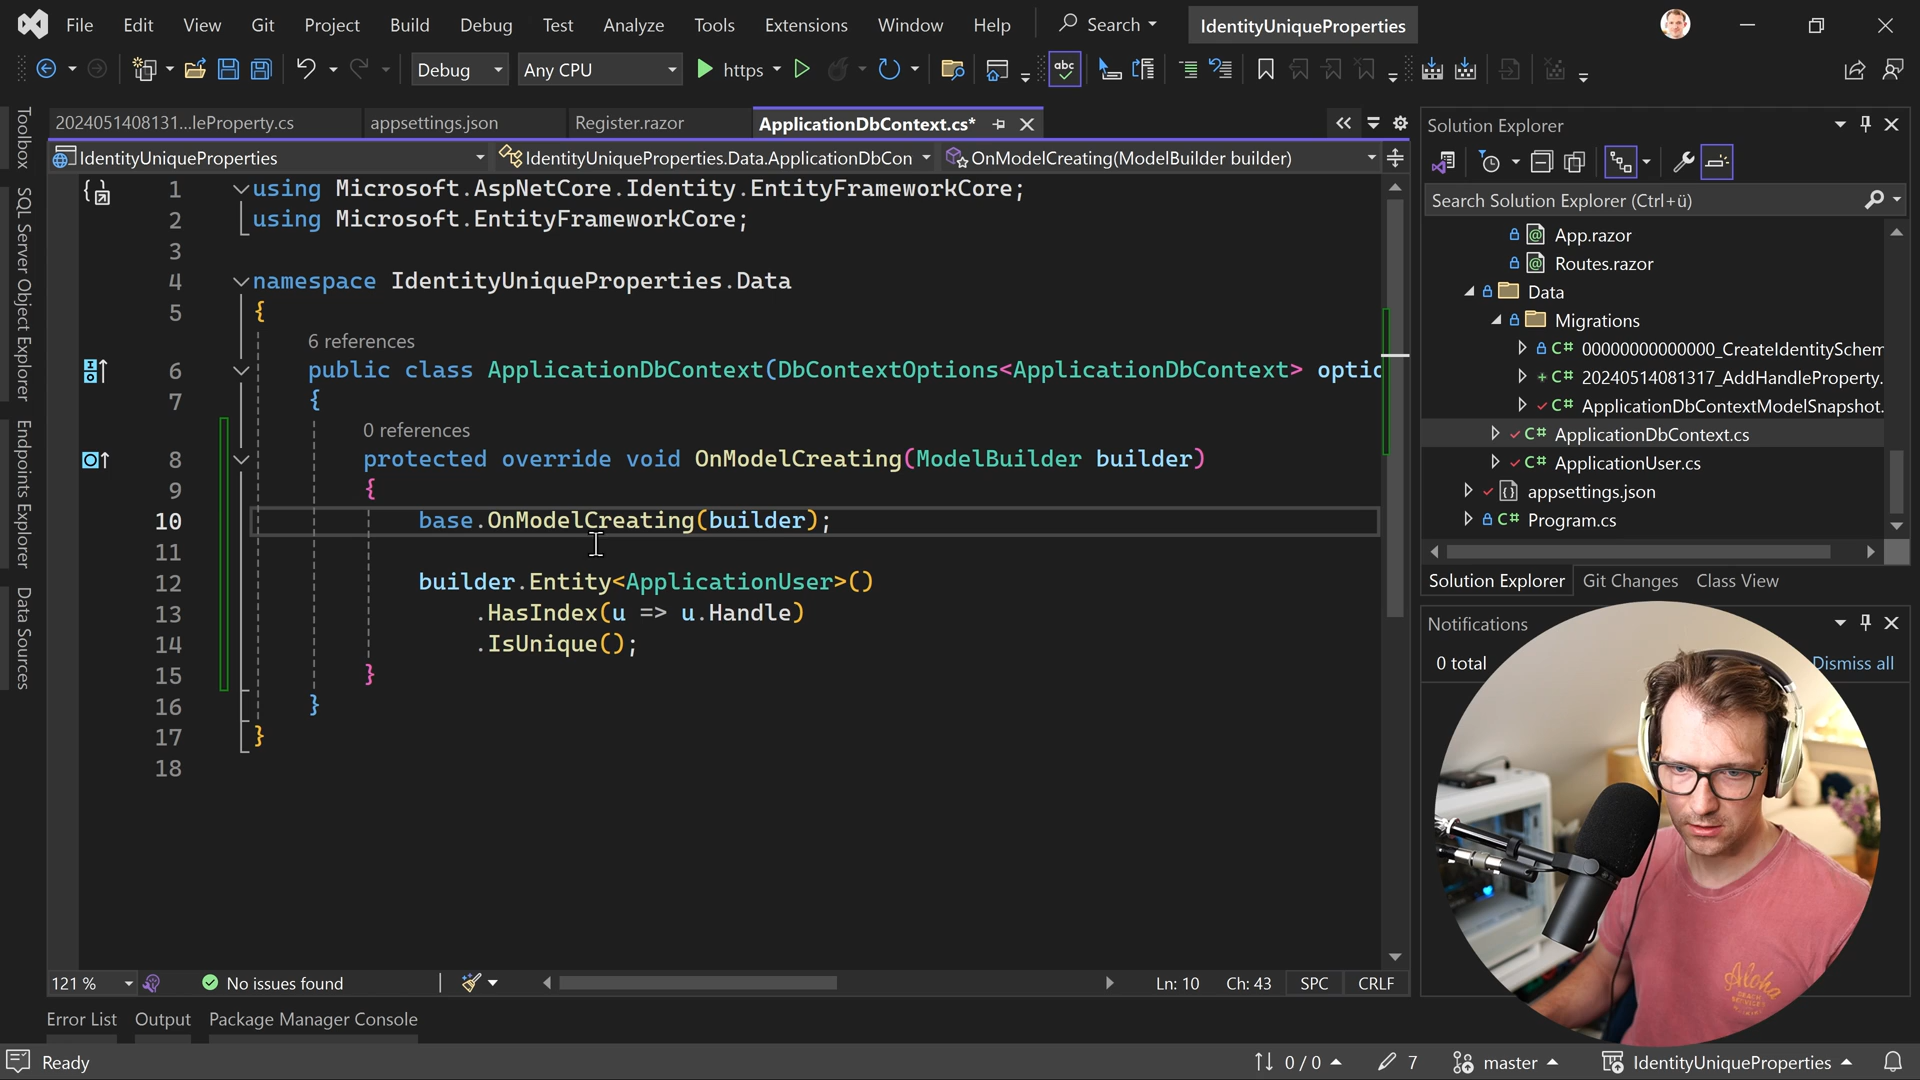 File Edit View Git Project Build Debug Test Analyze Tools Extensions Window Help Search IdentityUniqueProperties
Debug Any CPU https abc
2024051408131...leProperty.cs appsettings.json Register.razor ApplicationDbContext.cs*
IdentityUniqueProperties IdentityUniqueProperties.Data.ApplicationDbCon OnModelCreating(ModelBuilder builder)
Toolbox
SQL Server Object Explorer
Endpoints Explorer
Data Sources
1 using Microsoft.AspNetCore.Identity.EntityFrameworkCore;
2 using Microsoft.EntityFrameworkCore;
3
4 namespace IdentityUniqueProperties.Data
5 {
6 references
6 public class ApplicationDbContext(DbContextOptions<ApplicationDbContext> optio
7 {
0 references
8 protected override void OnModelCreating(ModelBuilder builder)
9 {
10 base.OnModelCreating(builder);
11
12 builder.Entity<ApplicationUser>()
13 .HasIndex(u => u.Handle)
14 .IsUnique();
15 }
16 }
17 }
18
121 % No issues found Ln: 10 Ch: 43 SPC CRLF
Error List Output Package Manager Console
Solution Explorer
Search Solution Explorer (Ctrl+ü)
App.razor
Routes.razor
Data
Migrations
C# 00000000000000_CreateIdentitySchem
C# 20240514081317_AddHandleProperty.
C# ApplicationDbContextModelSnapshot.
C# ApplicationDbContext.cs
C# ApplicationUser.cs
appsettings.json
C# Program.cs
Solution Explorer Git Changes Class View
Notifications
0 total Dismiss all
Aloha
Ready 0 / 0 7 master IdentityUniqueProperties